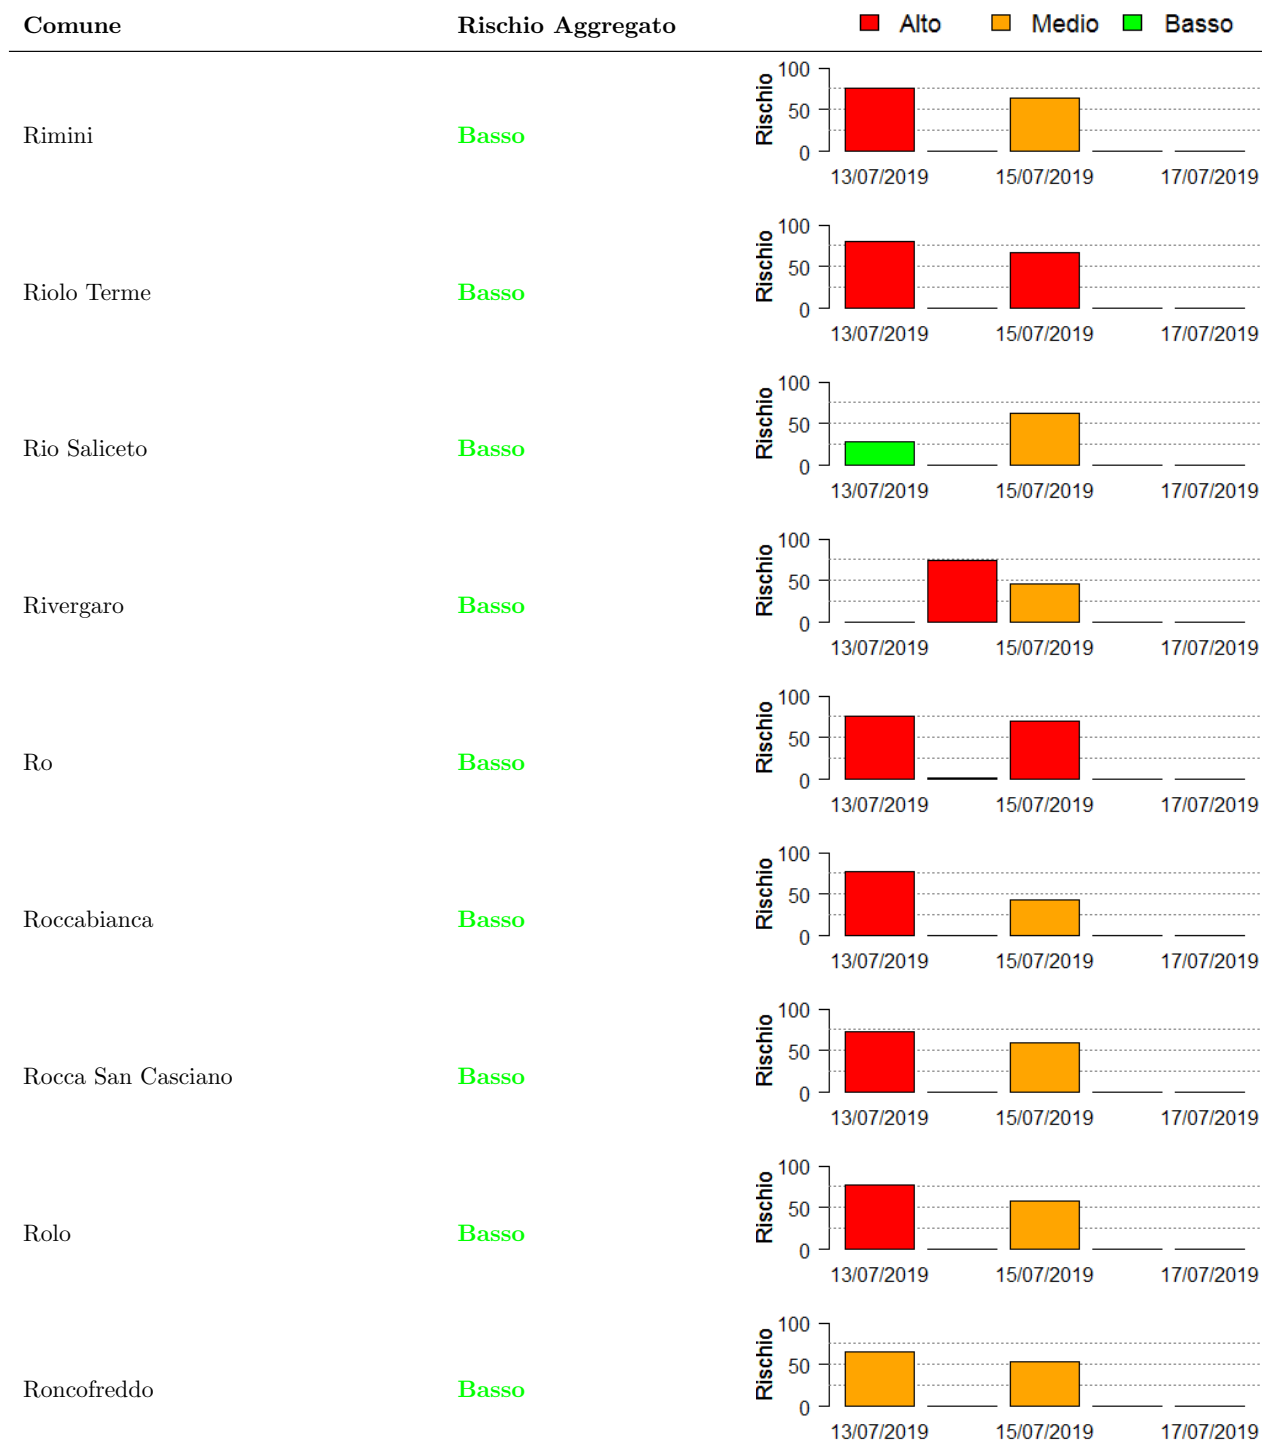 Comune Rischio Aggregato Alto Medio Basso
100
50
0
Rischio
Rimini Basso
13/07/2019 15/07/2019 17/07/2019
100
50
0
Rischio
Riolo Terme Basso
13/07/2019 15/07/2019 17/07/2019
100
50
0
Rischio
Rio Saliceto Basso
13/07/2019 15/07/2019 17/07/2019
100
50
0
Rischio
Rivergaro Basso
13/07/2019 15/07/2019 17/07/2019
100
50
0
Rischio
Ro Basso
13/07/2019 15/07/2019 17/07/2019
100
50
0
Rischio
Roccabianca Basso
13/07/2019 15/07/2019 17/07/2019
100
50
0
Rischio
Rocca San Casciano Basso
13/07/2019 15/07/2019 17/07/2019
100
50
0
Rischio
Rolo Basso
13/07/2019 15/07/2019 17/07/2019
100
50
0
Rischio
Roncofreddo Basso
13/07/2019 15/07/2019 17/07/2019